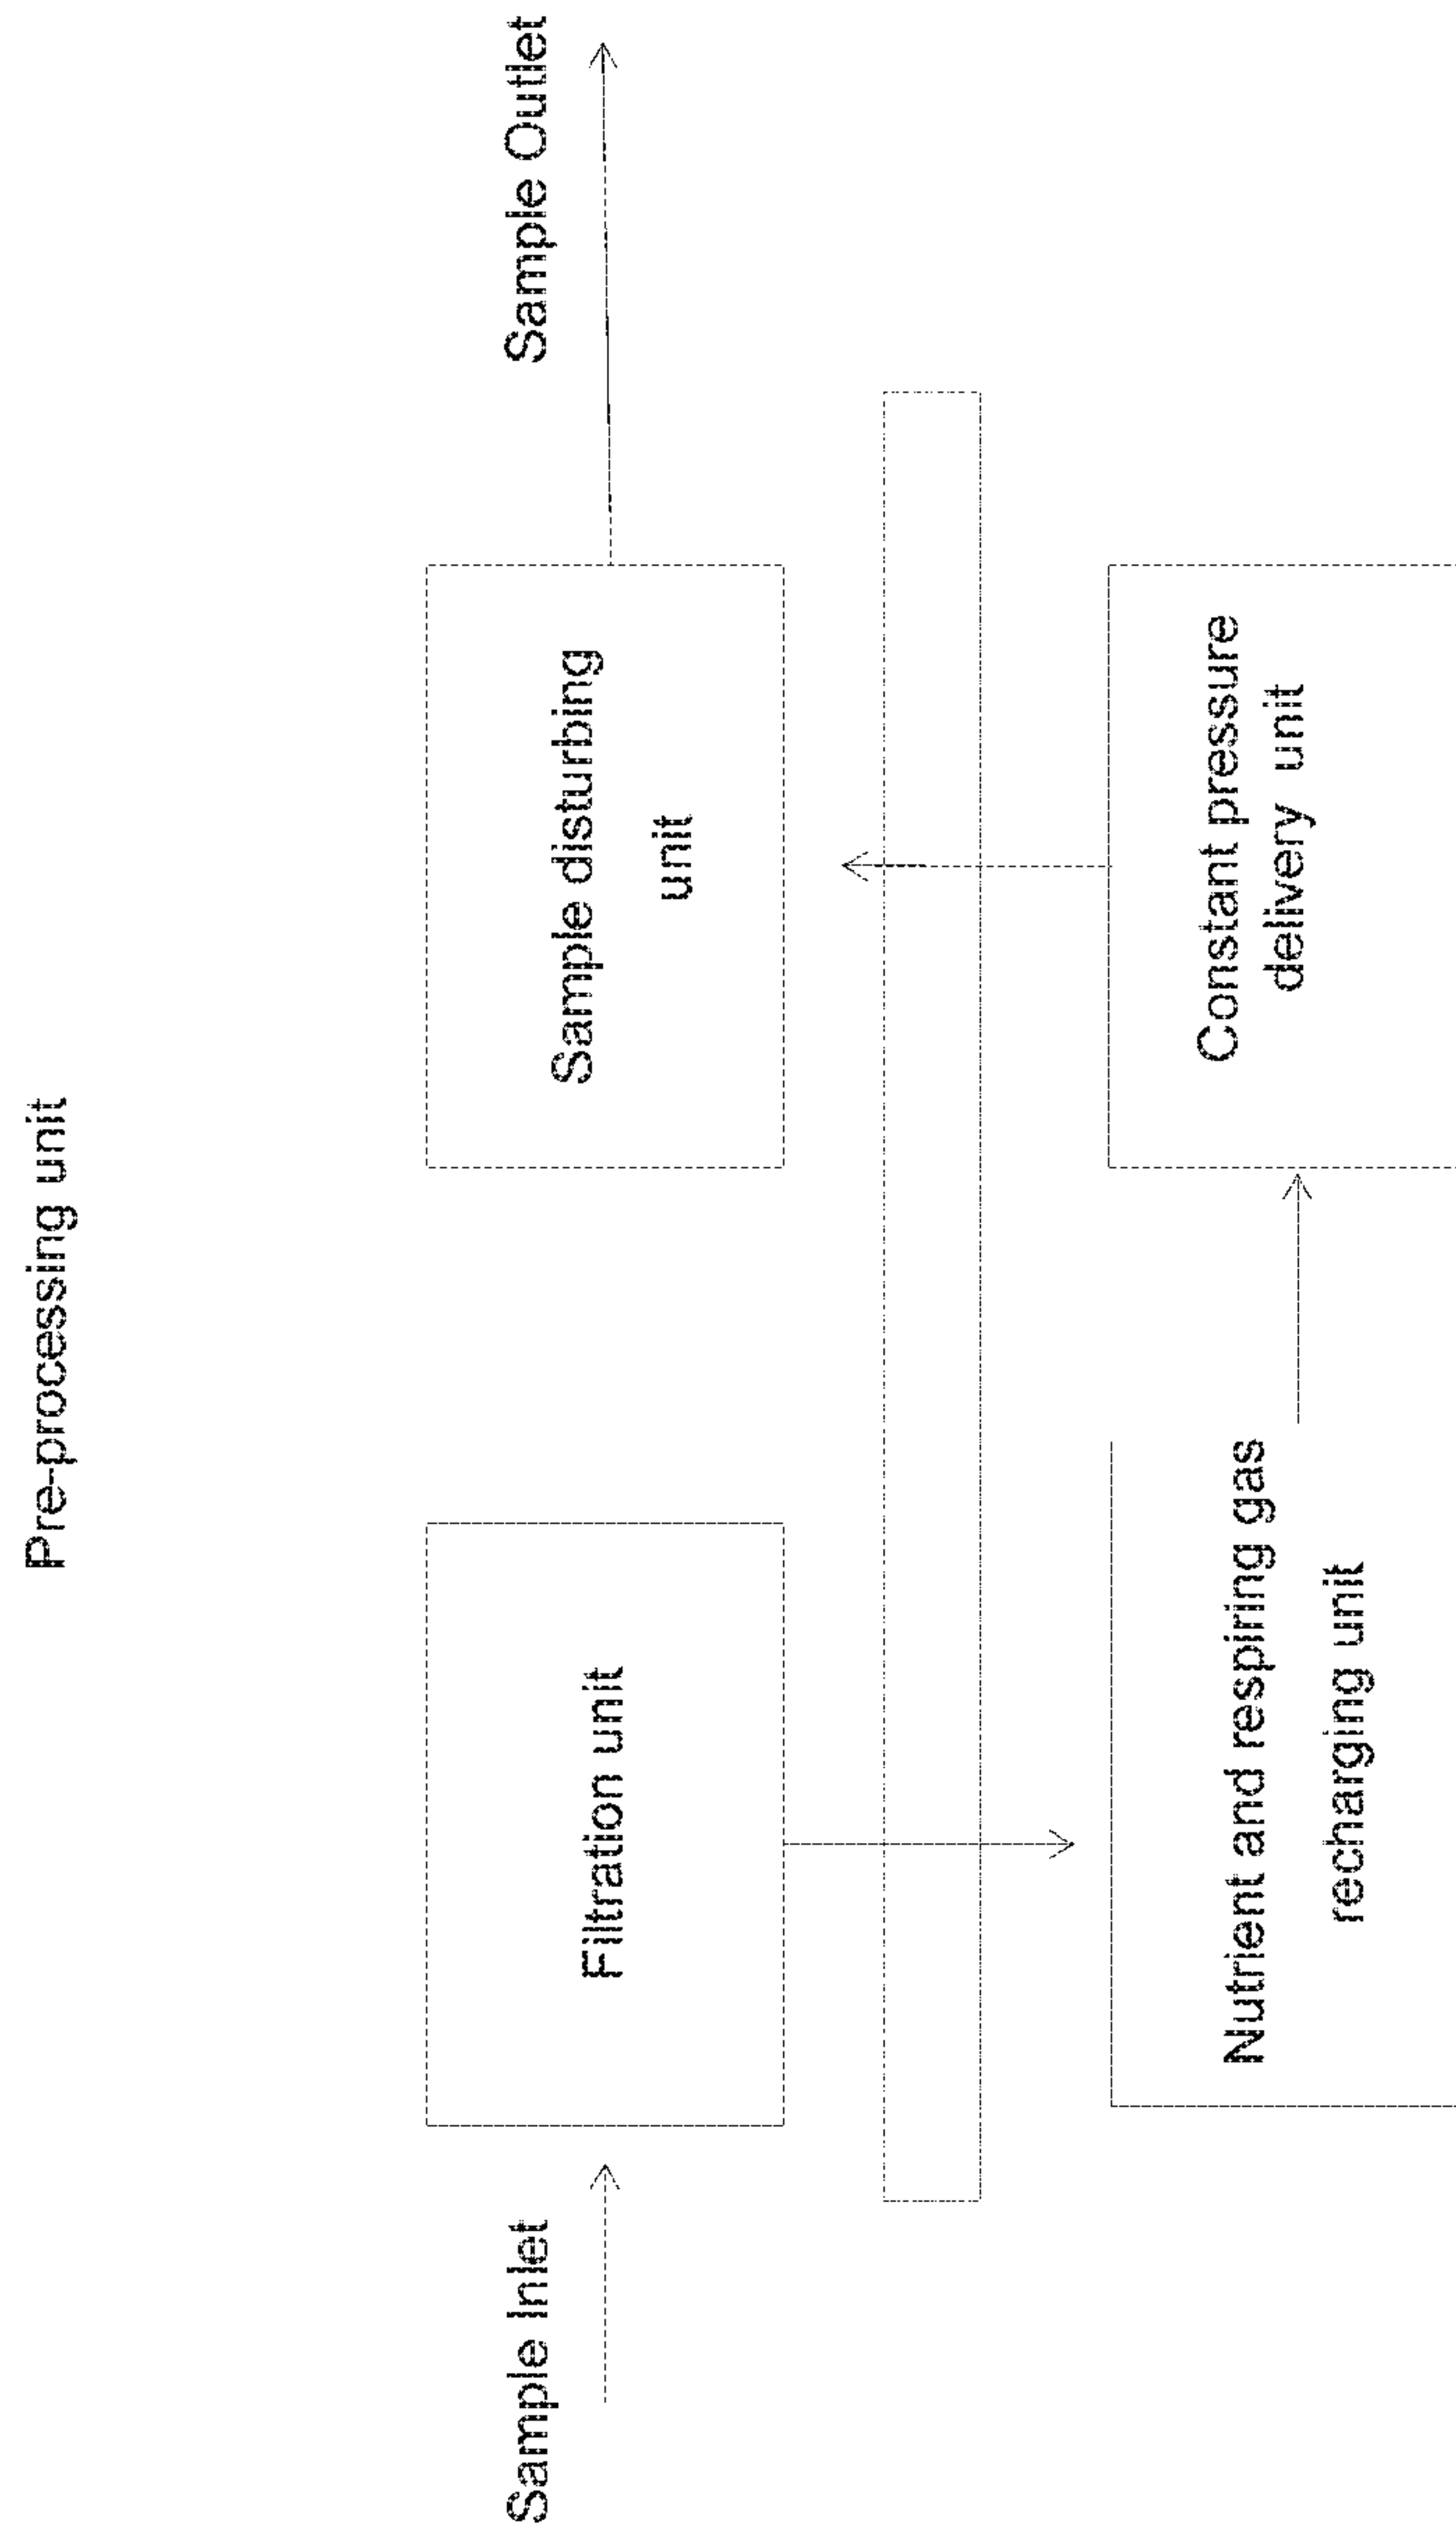 Pre-processing unit
Sample Inlet
Filtration unit
Sample disturbing
unit
Sample Outlet
Nutrient and respiring gas
recharging unit
Constant pressure
delivery unit